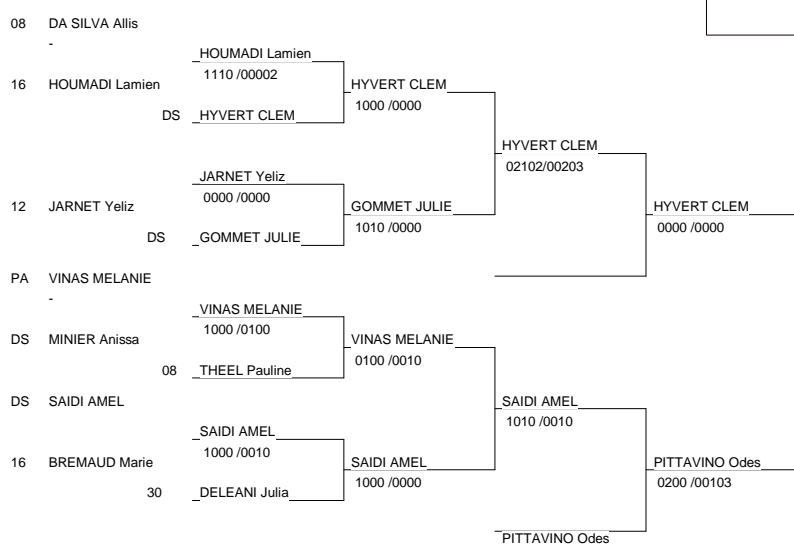 08 DA SILVA Allis
-
HOUMADI Lamien
1110 /00002
16 HOUMADI Lamien
HYVERT CLEM
1000 /0000
DS HYVERT CLEM
HYVERT CLEM
02102/00203
JARNET Yeliz
0000 /0000
12 JARNET Yeliz
GOMMET JULIE
1010 /0000
HYVERT CLEM
0000 /0000
DS GOMMET JULIE
PA VINAS MELANIE
-
VINAS MELANIE
1000 /0100
DS MINIER Anissa
VINAS MELANIE
0100 /0010
08 THEEL Pauline
DS SAIDI AMEL
SAIDI AMEL
1010 /0010
SAIDI AMEL
1000 /0010
16 BREMAUD Marie
SAIDI AMEL
1000 /0000
PITTAVINO Odes
0200 /00103
30 DELEANI Julia
PITTAVINO Odes